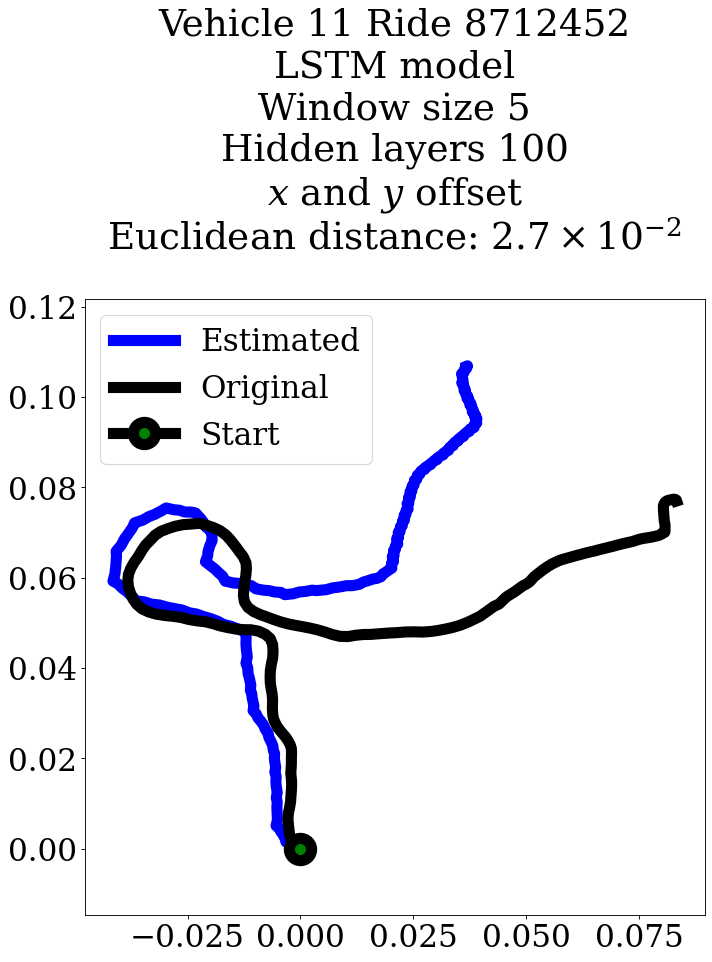 Vehicle 11 Ride 8712452
LSTM model
Window size 5
Hidden layers 100
x and y offset
Euclidean distance: 2.7 × 10⁻²
0.12
0.10
0.08
0.06
0.04
0.02
0.00
Estimated
Original
Start
−0.025 0.000 0.025 0.050 0.075